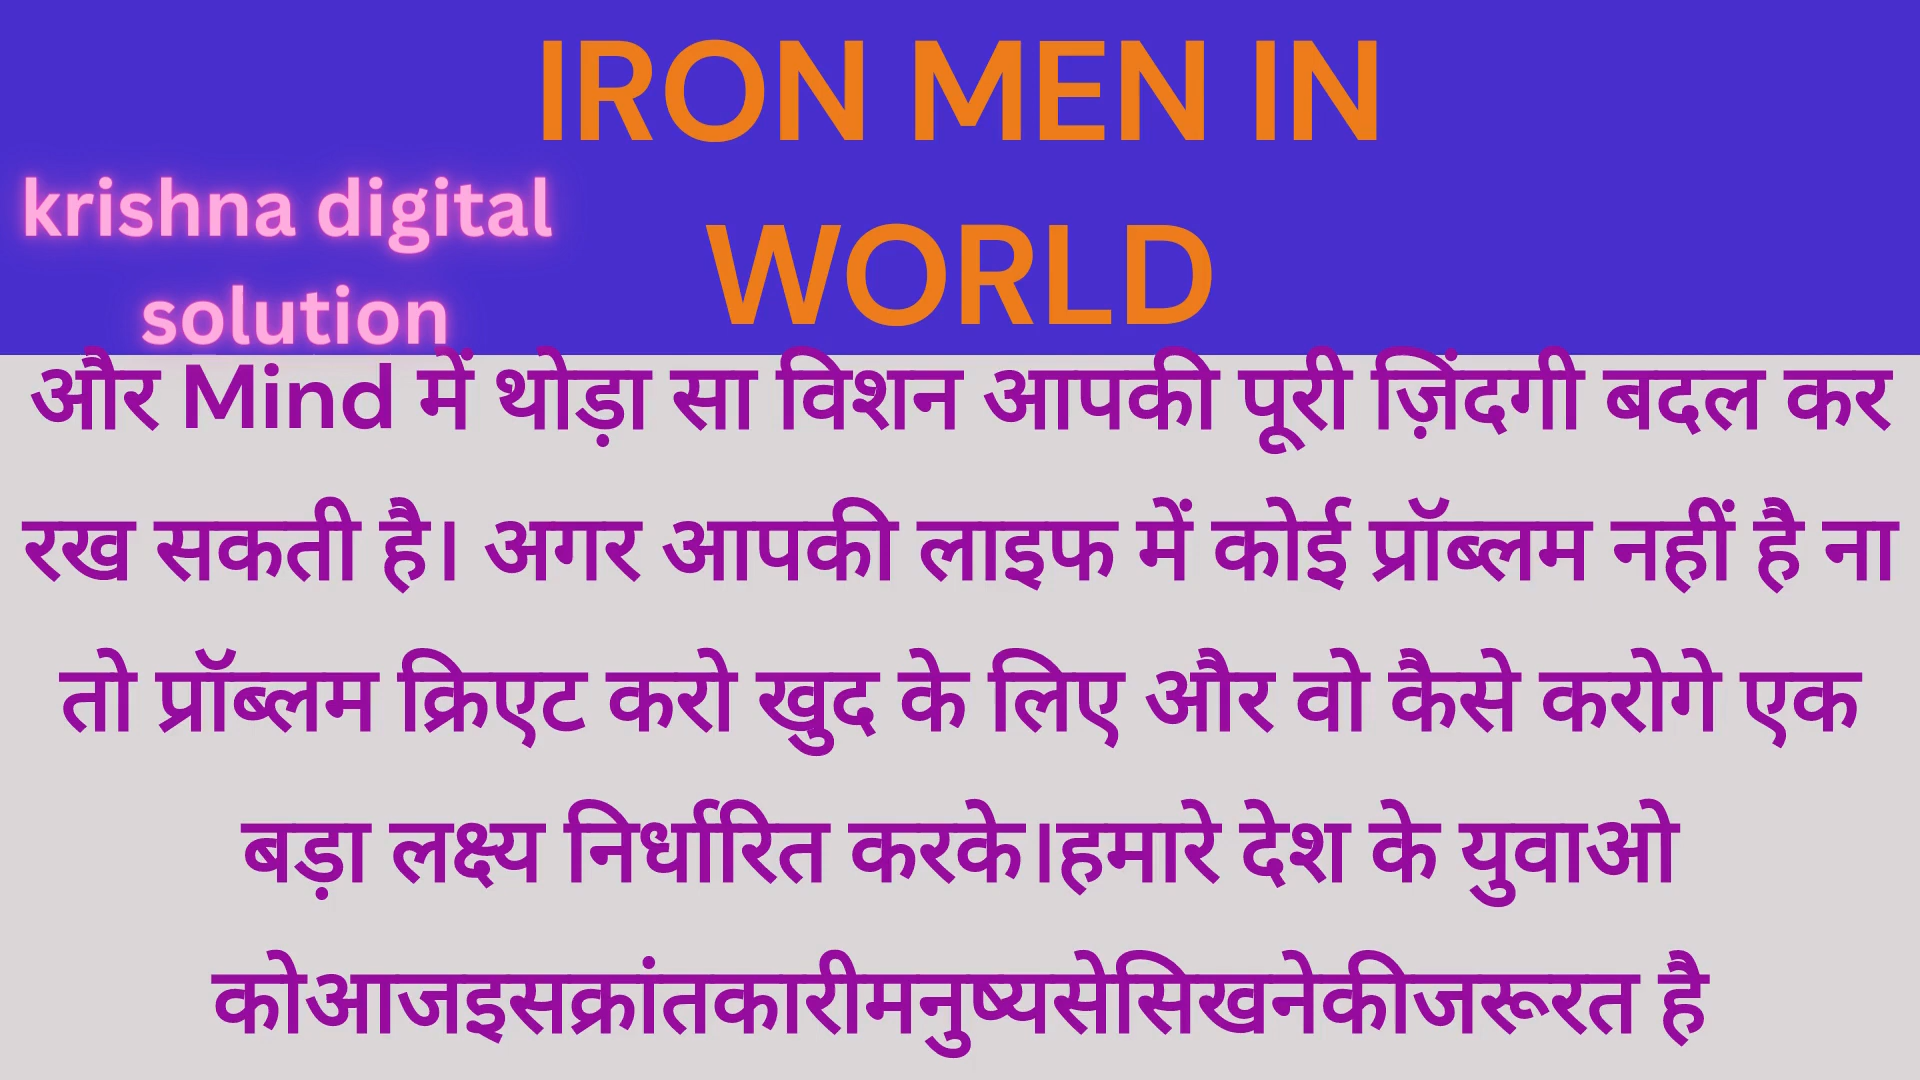 IRON MEN IN
WORLD
krishna digital
solution
और Mind में थोड़ा सा विशन आपकी पूरी ज़िंदगी बदल कर
रख सकती है। अगर आपकी लाइफ में कोई प्रॉब्लम नहीं है ना
तो प्रॉब्लम क्रिएट करो खुद के लिए और वो कैसे करोगे एक
बड़ा लक्ष्य निर्धारित करके।हमारे देश के युवाओ
कोआजइसक्रांतकारीमनुष्यसेसिखनेकीजरूरत है